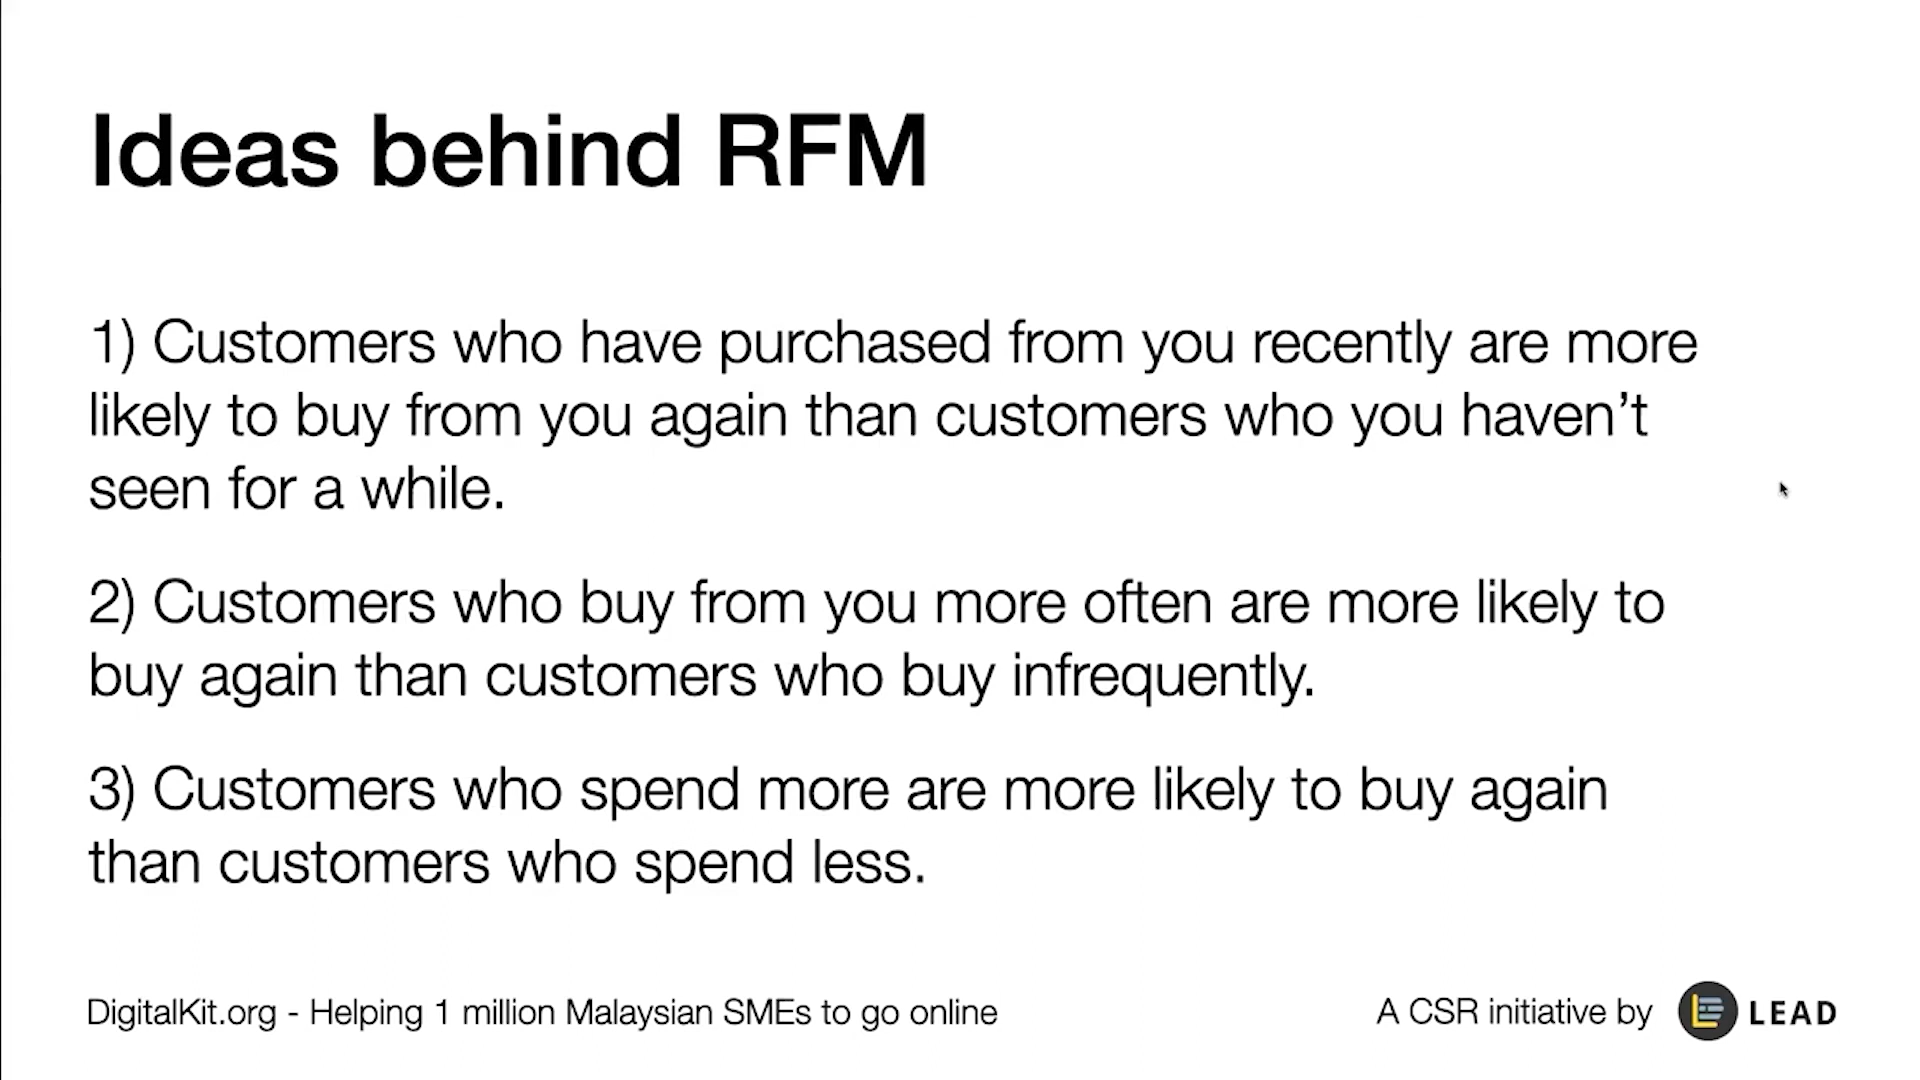 Ideas behind RFM
1) Customers who have purchased from you recently are more
likely to buy from you again than customers who you haven’t
seen for a while.
2) Customers who buy from you more often are more likely to
buy again than customers who buy infrequently.
3) Customers who spend more are more likely to buy again
than customers who spend less.
DigitalKit.org - Helping 1 million Malaysian SMEs to go online
A CSR initiative by LEAD